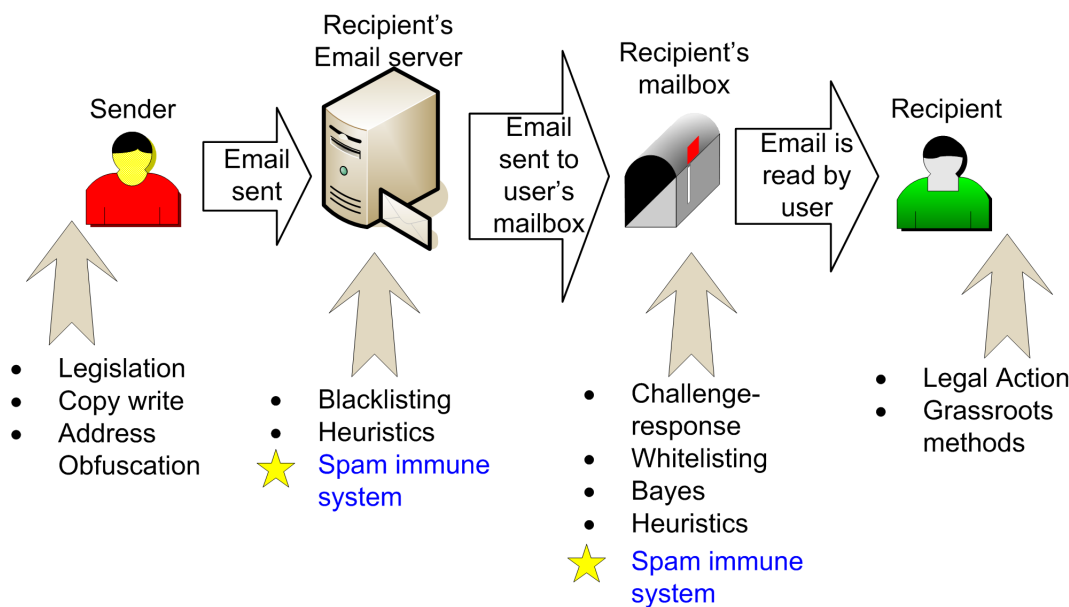 Sender
Email
sent
Recipient's
Email server
Email
sent to
user's
mailbox
Recipient's
mailbox
Email is
read by
user
Recipient
• Legislation
• Copy write
• Address
Obfuscation
• Blacklisting
• Heuristics
Spam immune
system
• Challenge-
response
• Whitelisting
• Bayes
• Heuristics
Spam immune
system
• Legal Action
• Grassroots
methods